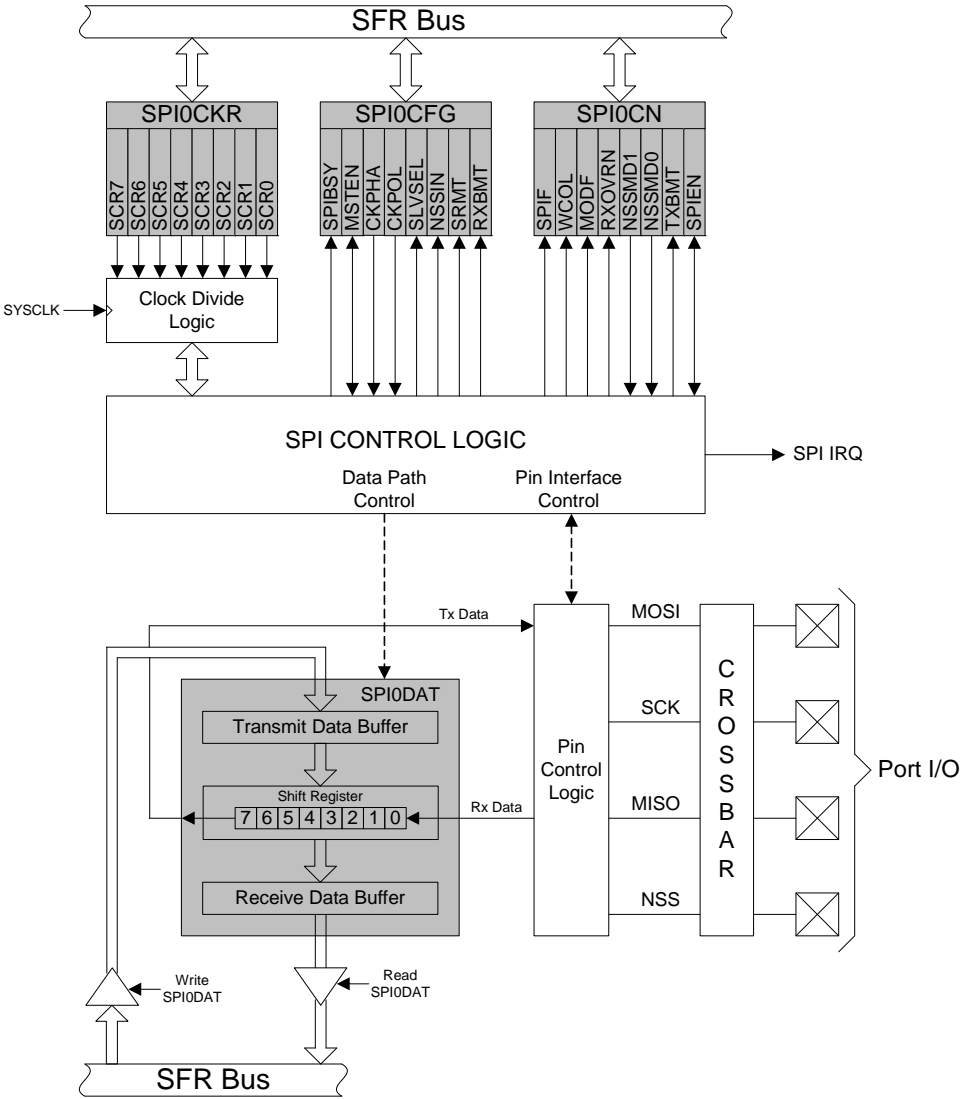 SFR Bus
SPI0CKR
SPI0CFG
SPI0CN
SCR7
SCR6
SCR5
SCR4
SCR3
SCR2
SCR1
SCR0
SPIBSY
MSTEN
CKPHA
CKPOL
SLVSEL
NSSIN
SRMT
RXBMT
SPIF
WCOL
MODF
RXOVRN
NSSMD1
NSSMD0
TXBMT
SPIEN
SYSCLK
Clock Divide
Logic
SPI CONTROL LOGIC
SPI IRQ
Data Path
Control
Pin Interface
Control
Tx Data
MOSI
SPI0DAT
Transmit Data Buffer
SCK
Shift Register
7 6 5 4 3 2 1 0
Rx Data
Pin
Control
Logic
MISO
Receive Data Buffer
NSS
C
R
O
S
S
B
A
R
Port I/O
Write
SPI0DAT
Read
SPI0DAT
SFR Bus